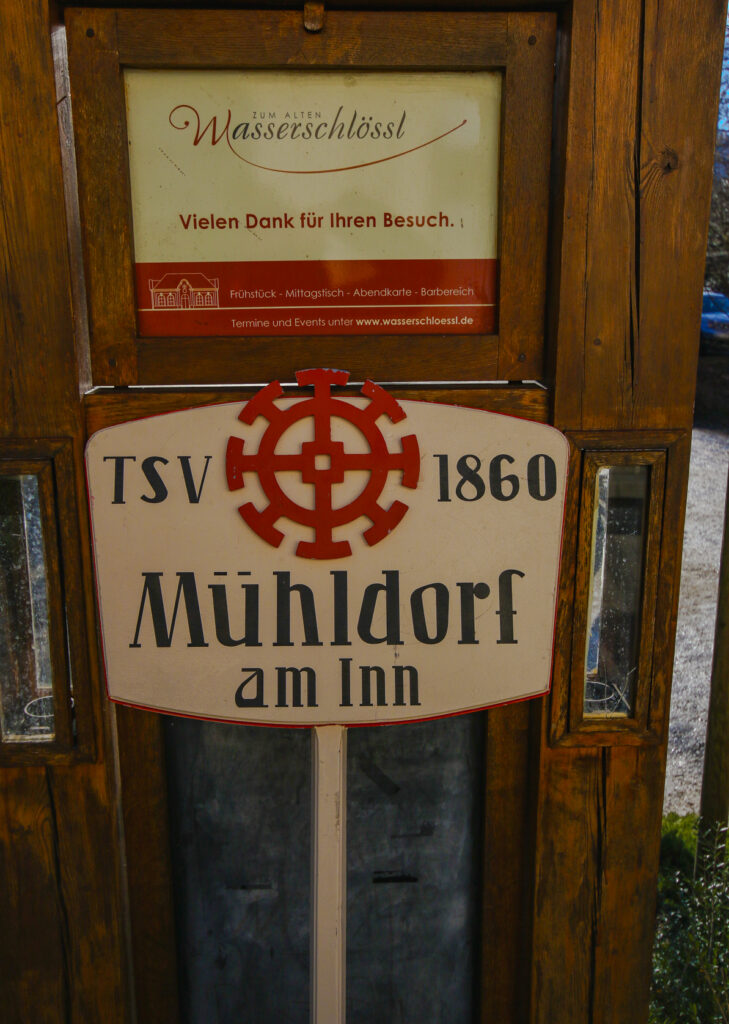 ZUM ALTEN
Wasserschlössl
Vielen Dank für Ihren Besuch.
Frühstück - Mittagstisch - Abendkarte - Barbereich
Termine und Events unter www.wasserschloessl.de
TSV 1860
Mühldorf
am Inn